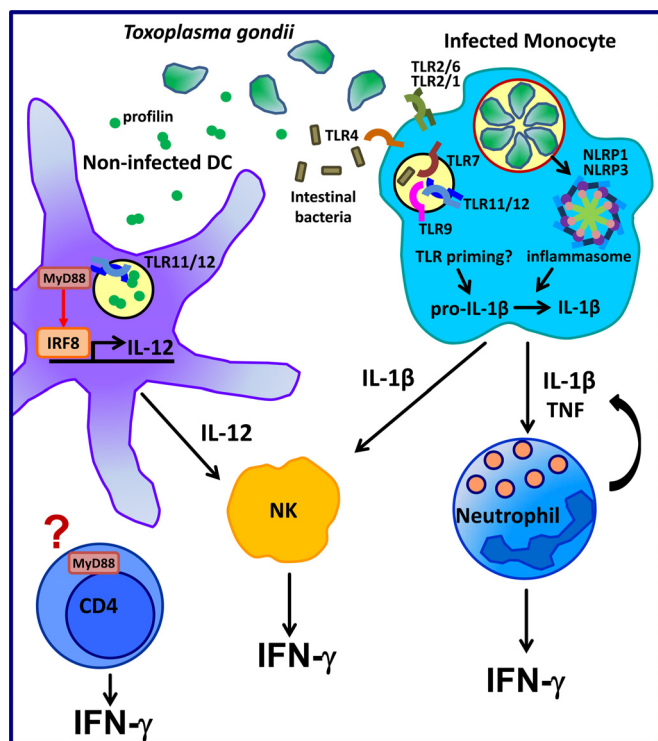 Toxoplasma gondii
Infected Monocyte
TLR2/6
TLR2/1
profilin
TLR4
Non-infected DC
Intestinal
bacteria
TLR7
NLRP1
NLRP3
TLR11/12
TLR9
TLR11/12
TLR priming?
inflammasome
MyD88
pro-IL-1β
IL-1β
IRF8
IL-12
IL-1β
IL-1β
TNF
IL-12
NK
Neutrophil
?
MyD88
CD4
IFN-γ
IFN-γ
IFN-γ